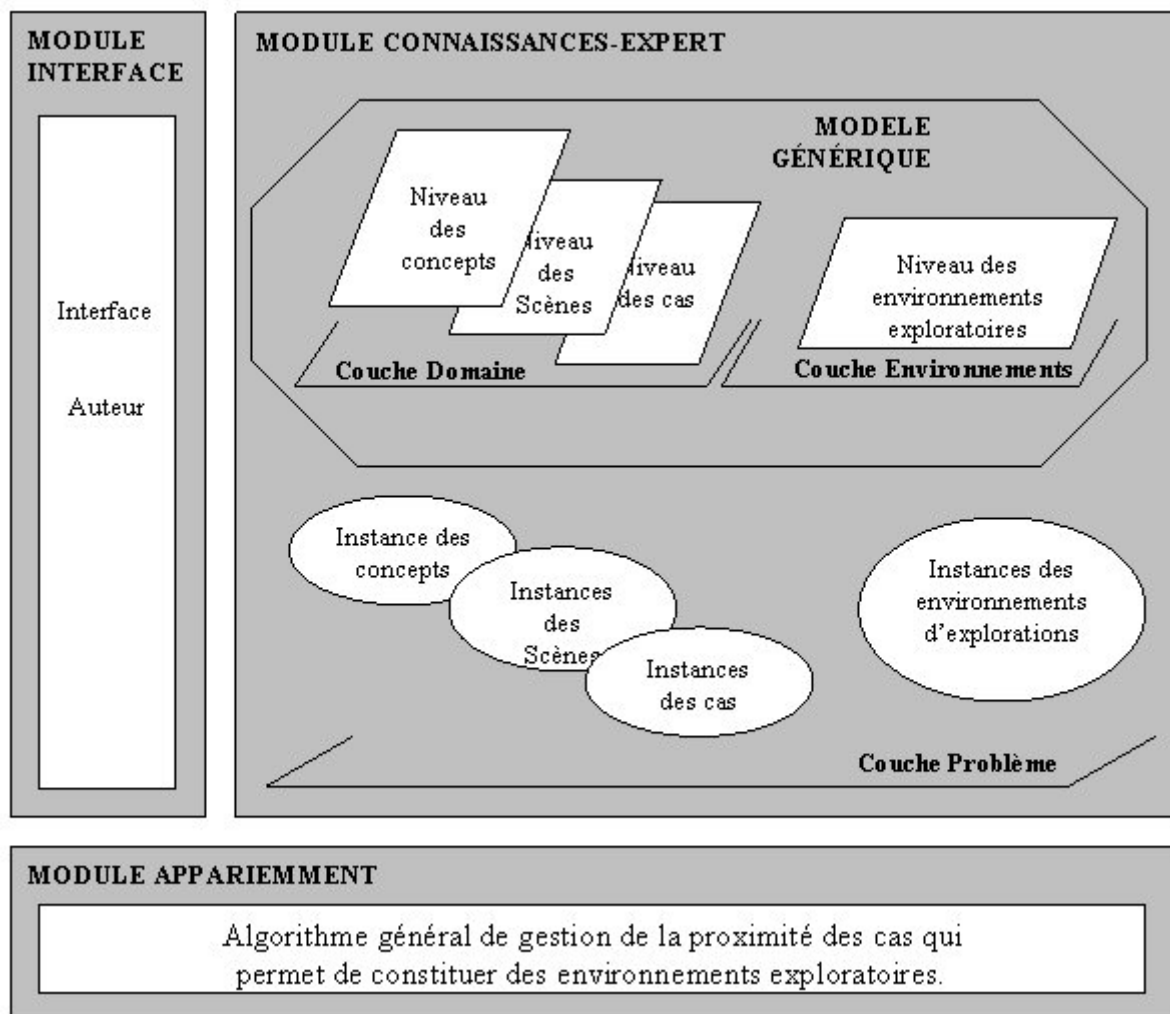 MODULE
INTERFACE
Interface
Auteur
MODULE CONNAISSANCES-EXPERT
MODELE
GÉNÉRIQUE
Niveau
des
concepts
Niveau
des
Scènes
Niveau
des cas
Niveau des
environnements
exploratoires
Couche Domaine
Couche Environnements
Instance des
concepts
Instances
des
Scènes
Instances
des cas
Instances des
environnements
d'explorations
Couche Problème
MODULE APPARIEMMENT
Algorithme général de gestion de la proximité des cas qui
permet de constituer des environnements exploratoires.